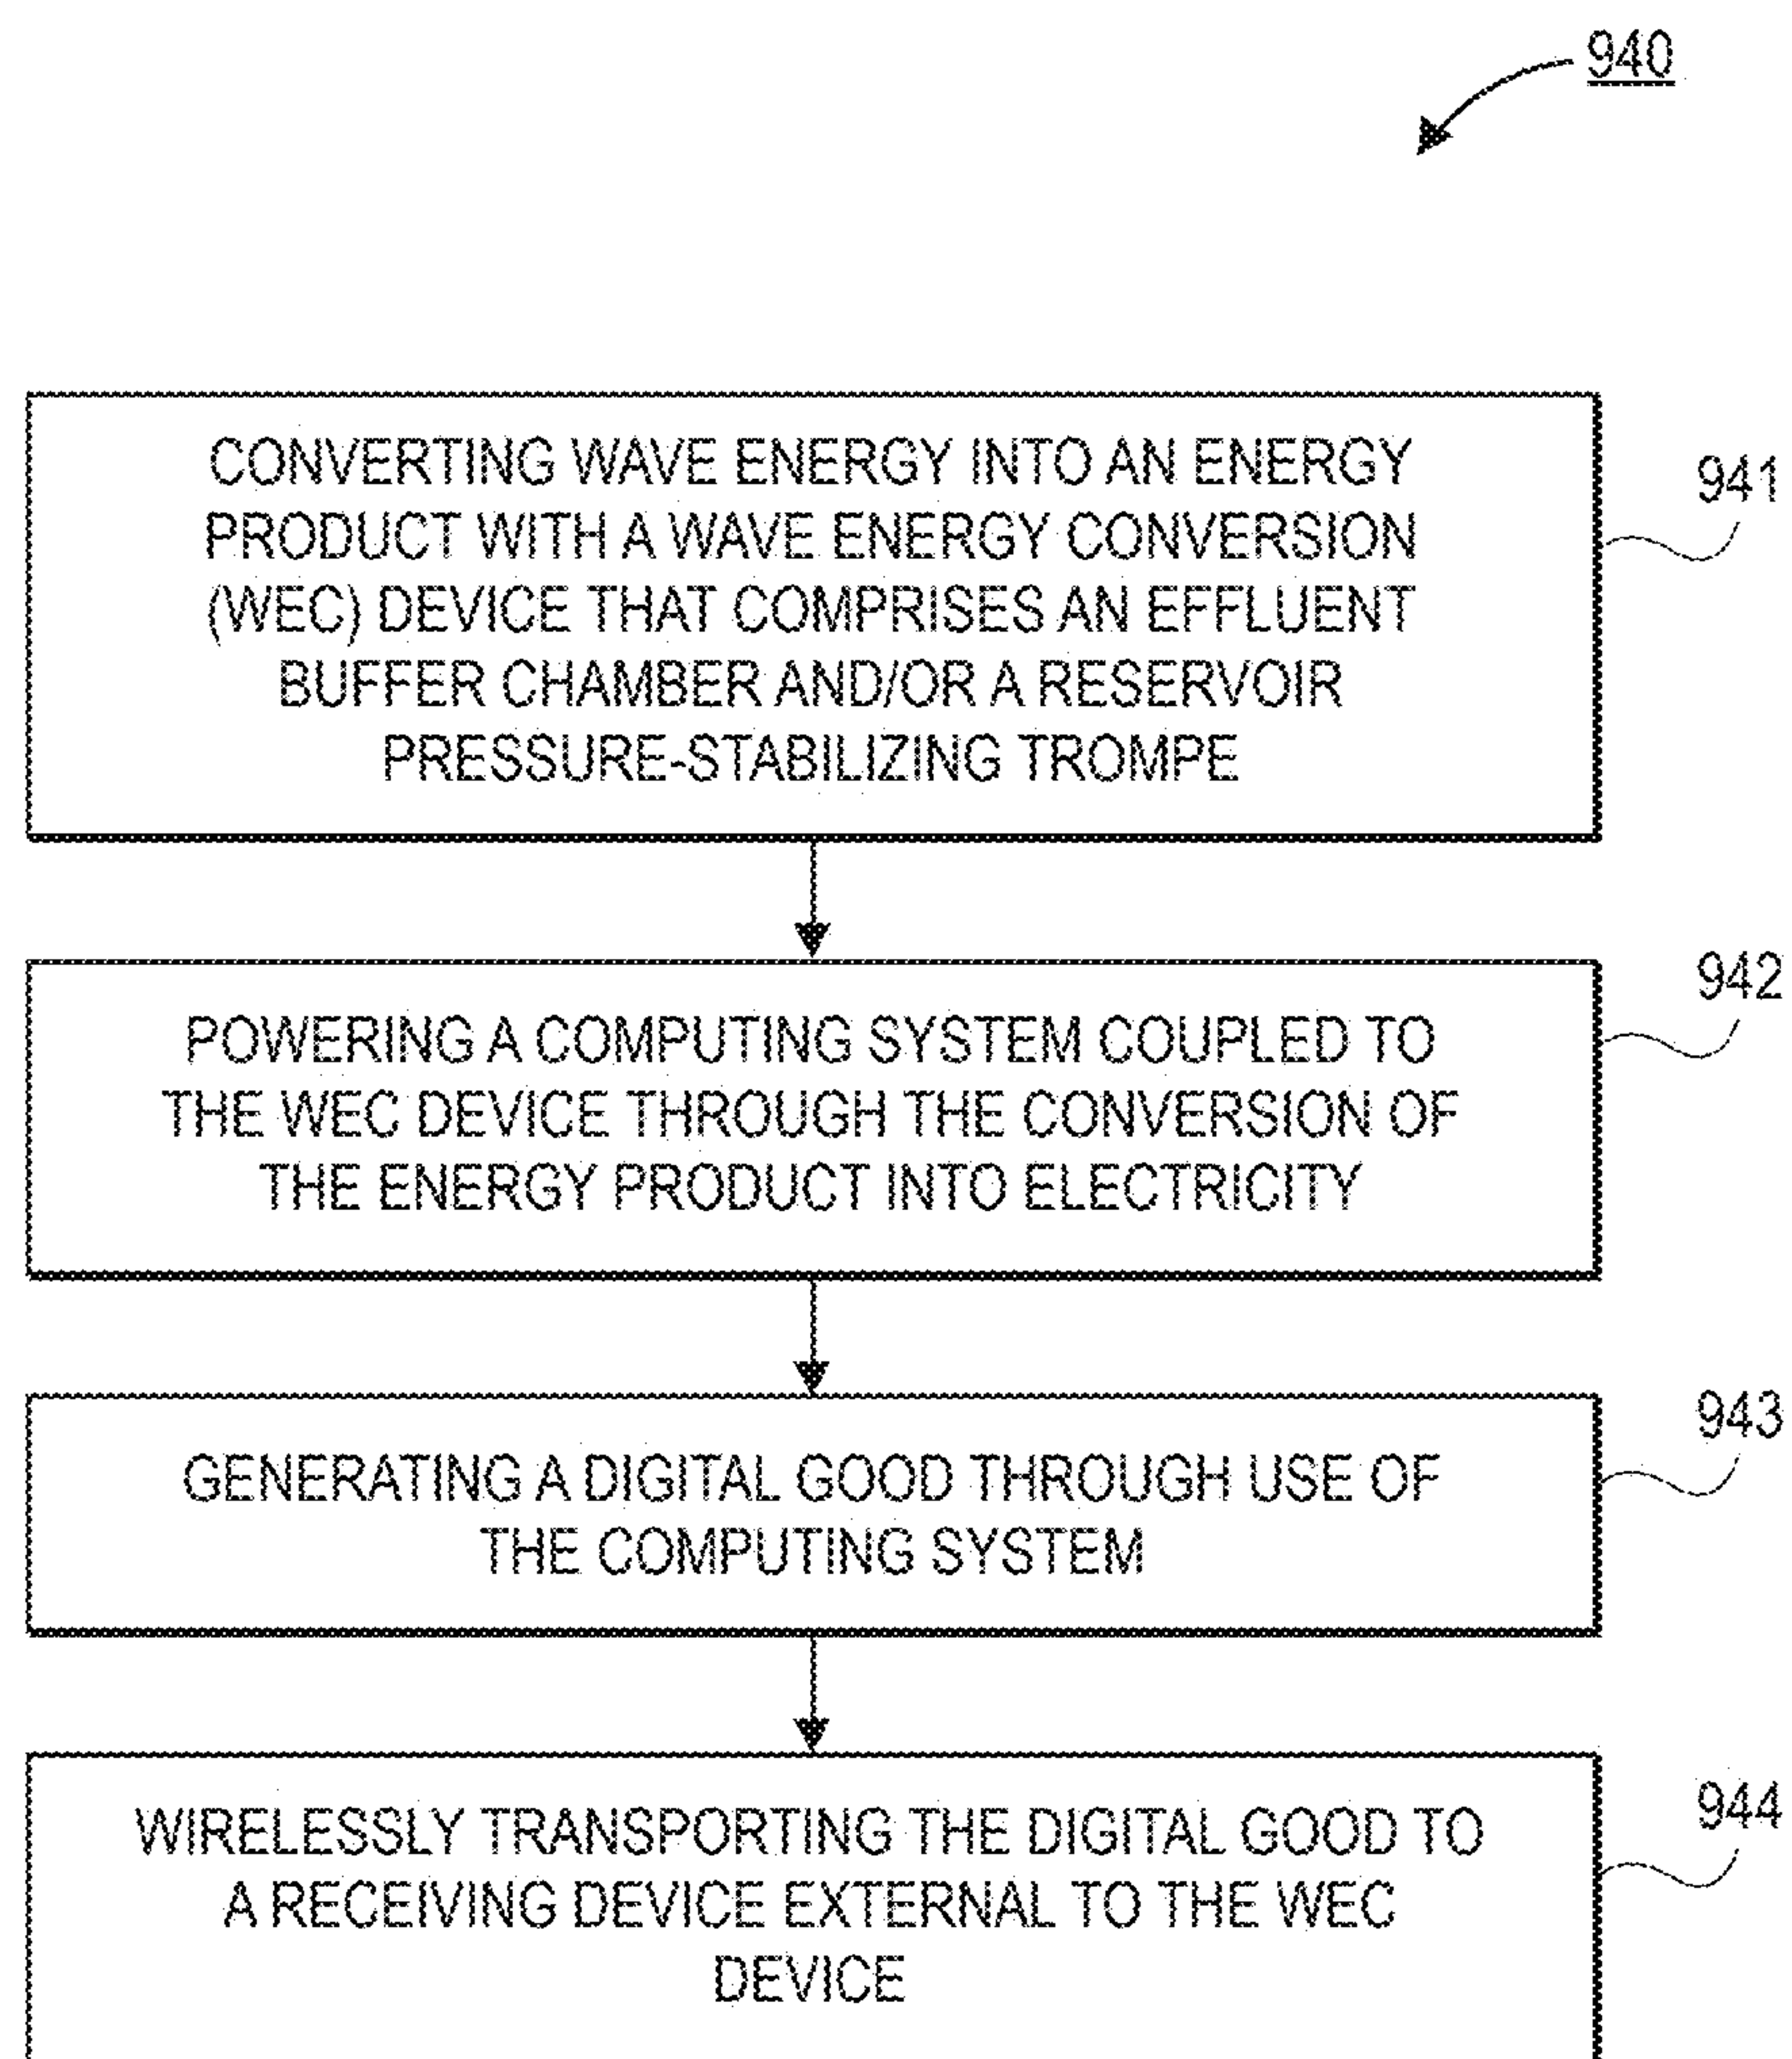 940
CONVERTING WAVE ENERGY INTO AN ENERGY
PRODUCT WITH A WAVE ENERGY CONVERSION
(WEC) DEVICE THAT COMPRISES AN EFFLUENT
BUFFER CHAMBER AND/OR A RESERVOIR
PRESSURE-STABILIZING TROMPE
941
POWERING A COMPUTING SYSTEM COUPLED TO
THE WEC DEVICE THROUGH THE CONVERSION OF
THE ENERGY PRODUCT INTO ELECTRICITY
942
GENERATING A DIGITAL GOOD THROUGH USE OF
THE COMPUTING SYSTEM
943
WIRELESSLY TRANSPORTING THE DIGITAL GOOD TO
A RECEIVING DEVICE EXTERNAL TO THE WEC
DEVICE
944